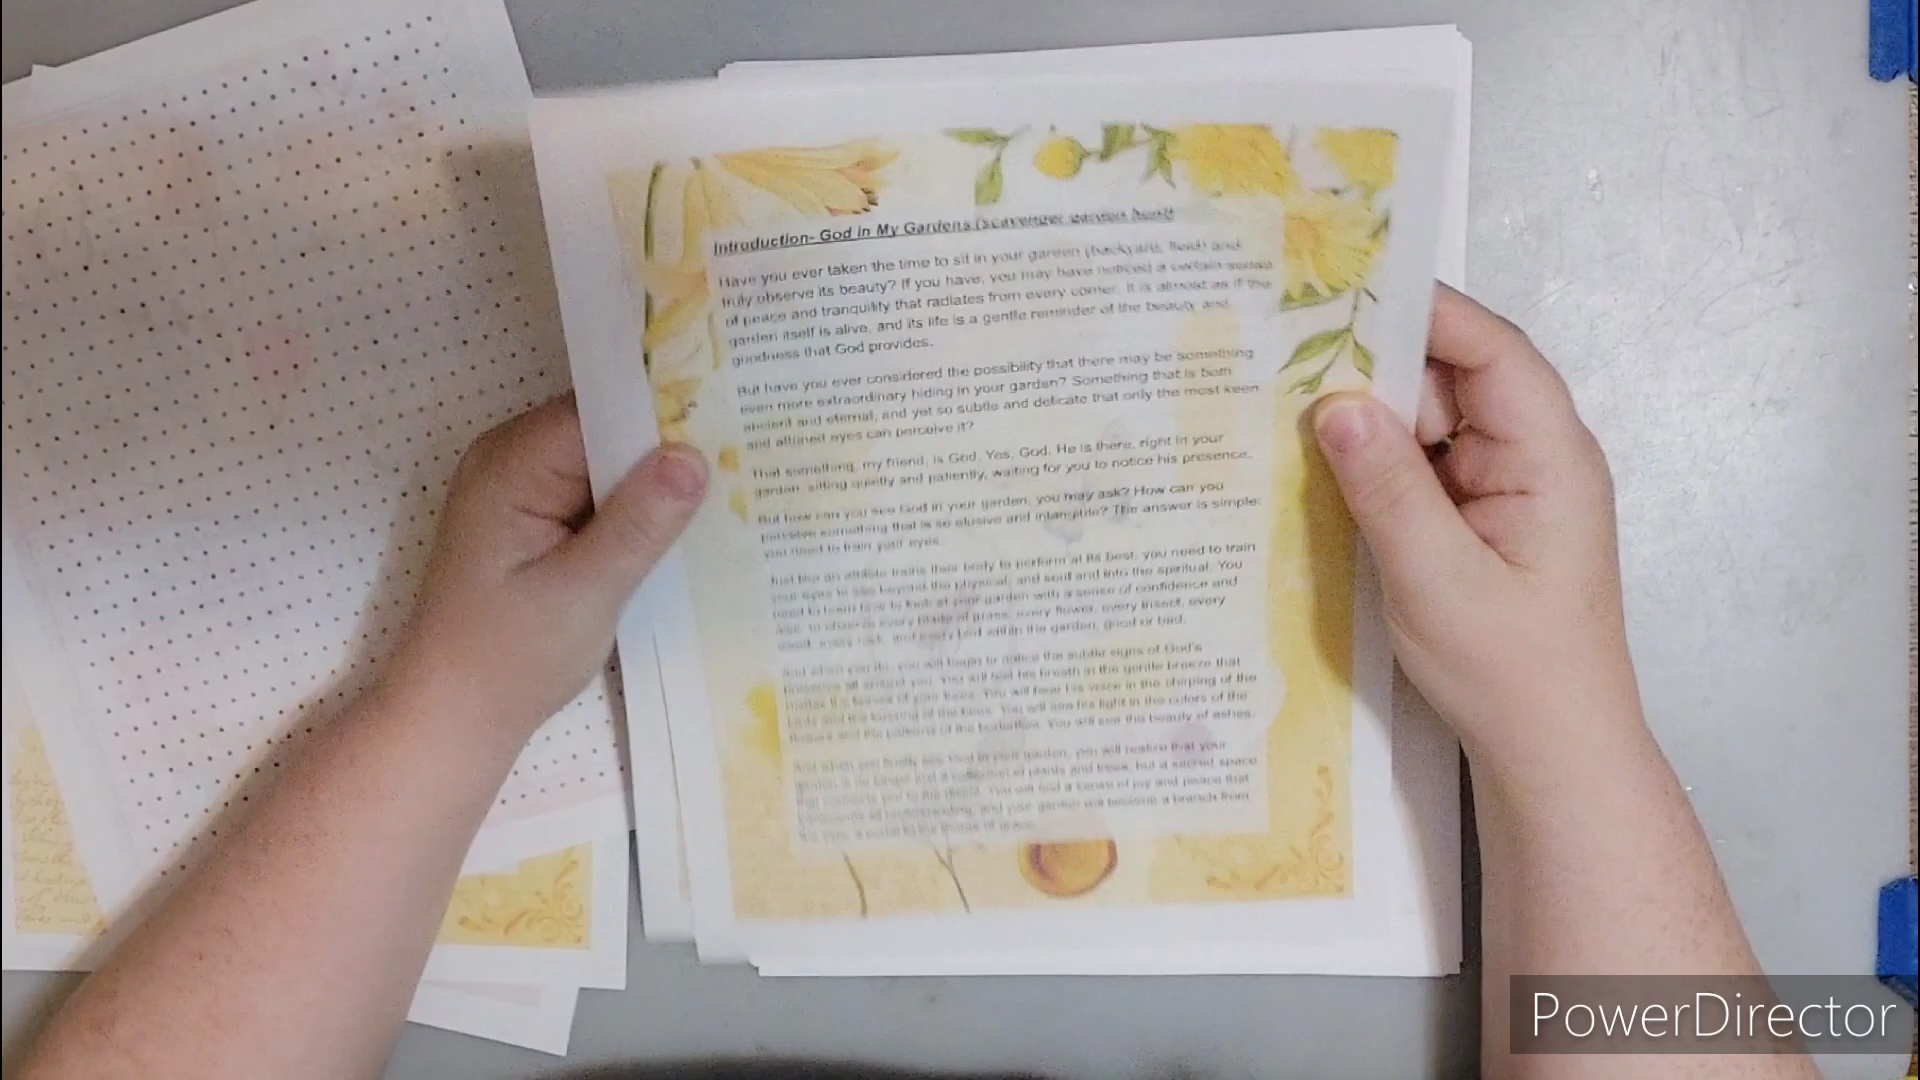 Introduction- God in My Gardens (scavenger garden hunt)
Have you ever taken the time to sit in your garden (backyard, field) and
truly observe its beauty? If you have, you may have noticed a certain sense
of peace and tranquility that radiates from every corner. It is almost as if the
garden itself is alive, and its life is a gentle reminder of the beauty and
goodness that God provides.
But have you ever considered the possibility that there may be something
even more extraordinary hiding in your garden? Something that is both
ancient and eternal, and yet so subtle and delicate that only the most keen
and attuned eyes can perceive it?
That something, my friend, is God. Yes, God. He is there, right in your
garden, sitting quietly and patiently, waiting for you to notice his presence.
But how can you see God in your garden, you may ask? How can you
perceive something that is so elusive and intangible? The answer is simple:
you need to train your eyes.
Just like an athlete trains their body to perform at its best, you need to train
your eyes to see beyond the physical, and soul and into the spiritual. You
need to learn how to look at your garden with a sense of confidence and
to observe every blade of grass, every flower, every insect, every
weed, every rock, and every bird within the garden, good or bad.
And when you do, you will begin to notice the subtle signs of God's
presence all around you. You will feel his breath in the gentle breeze that
the leaves of your trees. You will hear his voice in the chirping of the
birds and the buzzing of the bees. You will see his light in the colors of the
flowers and the patterns of the butterflies. You will see the beauty of ashes.
And when you finally see God in your garden, you will realize that your
garden is no longer just a collection of plants and trees, but a sacred space
that connects you to the divine. You will feel a sense of joy and peace that
all understanding, and your garden will become a branch from
a portal to the throne of grace.
PowerDirector